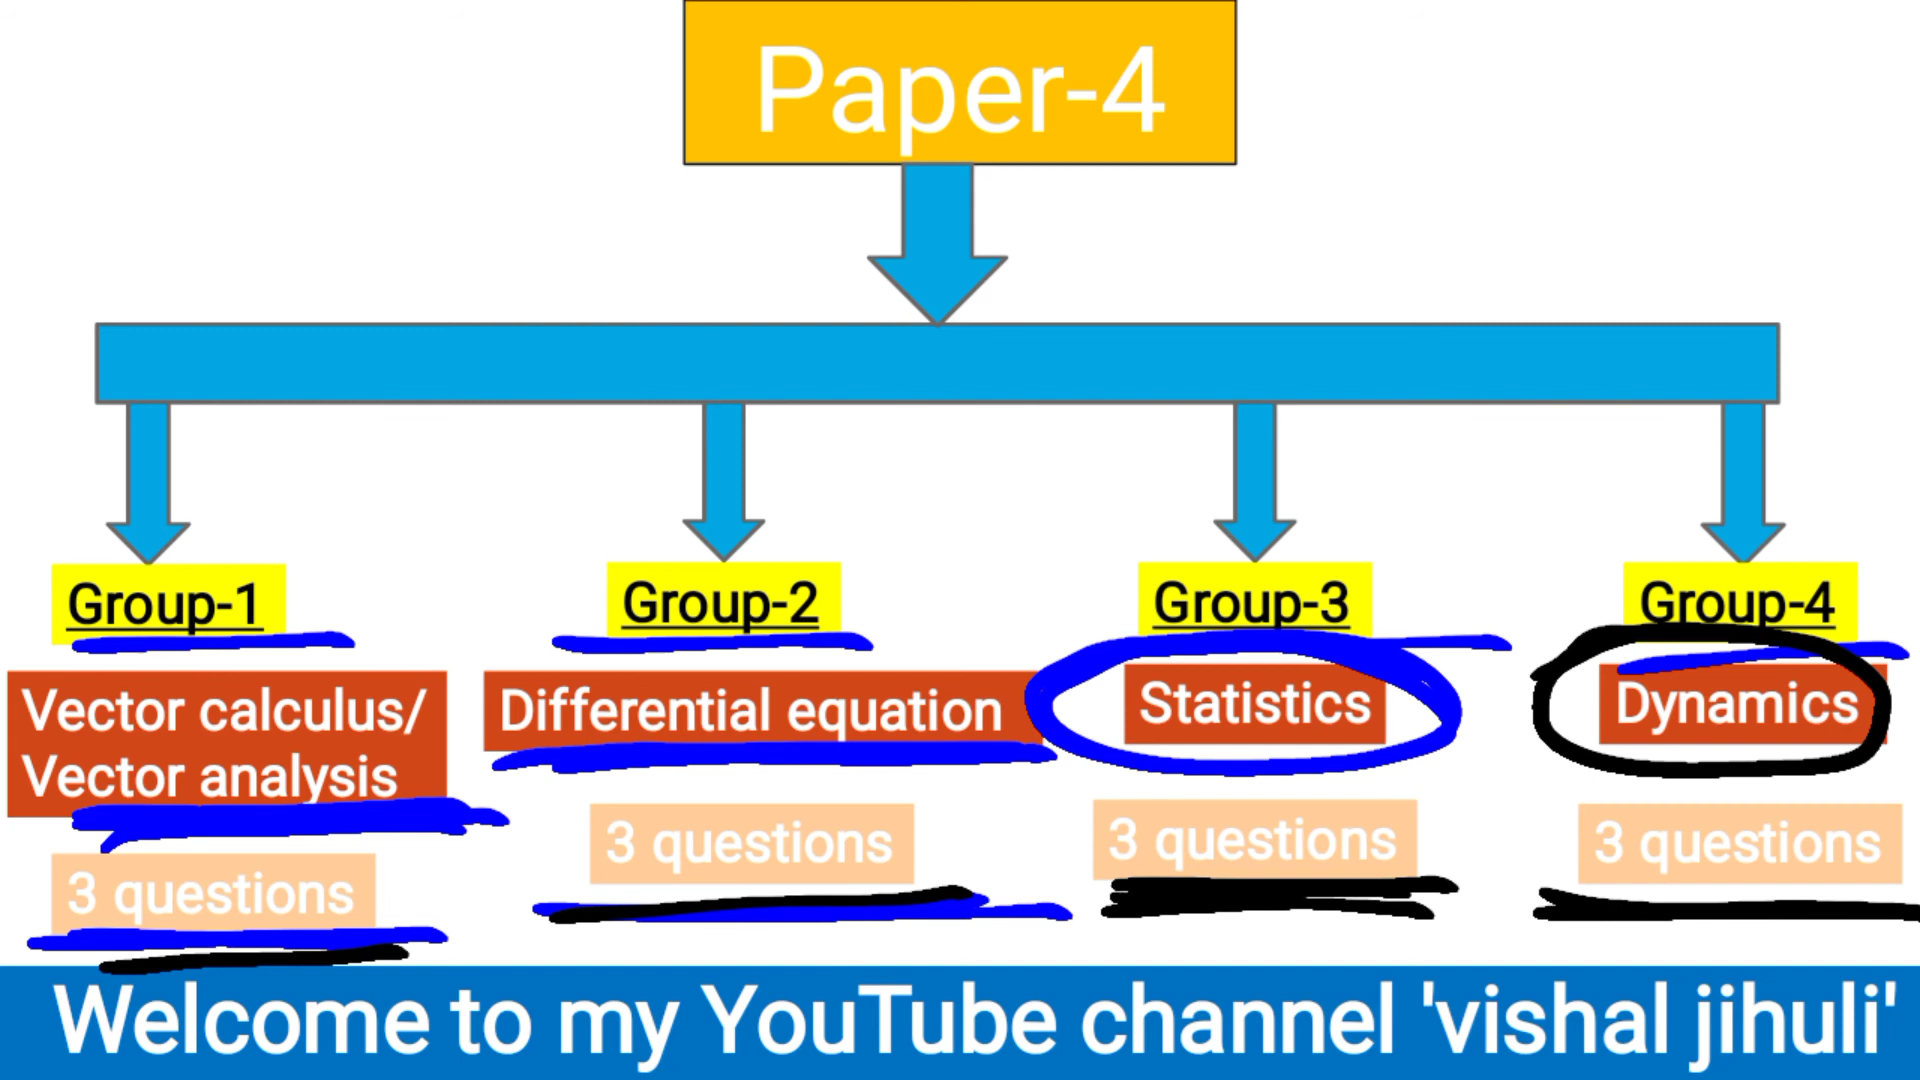 Paper-4
Group-1
Group-2
Group-3
Group-4
Vector calculus/
Vector analysis
Differential equation
Statistics
Dynamics
3 questions
3 questions
3 questions
3 questions
Welcome to my YouTube channel 'vishal jihuli'